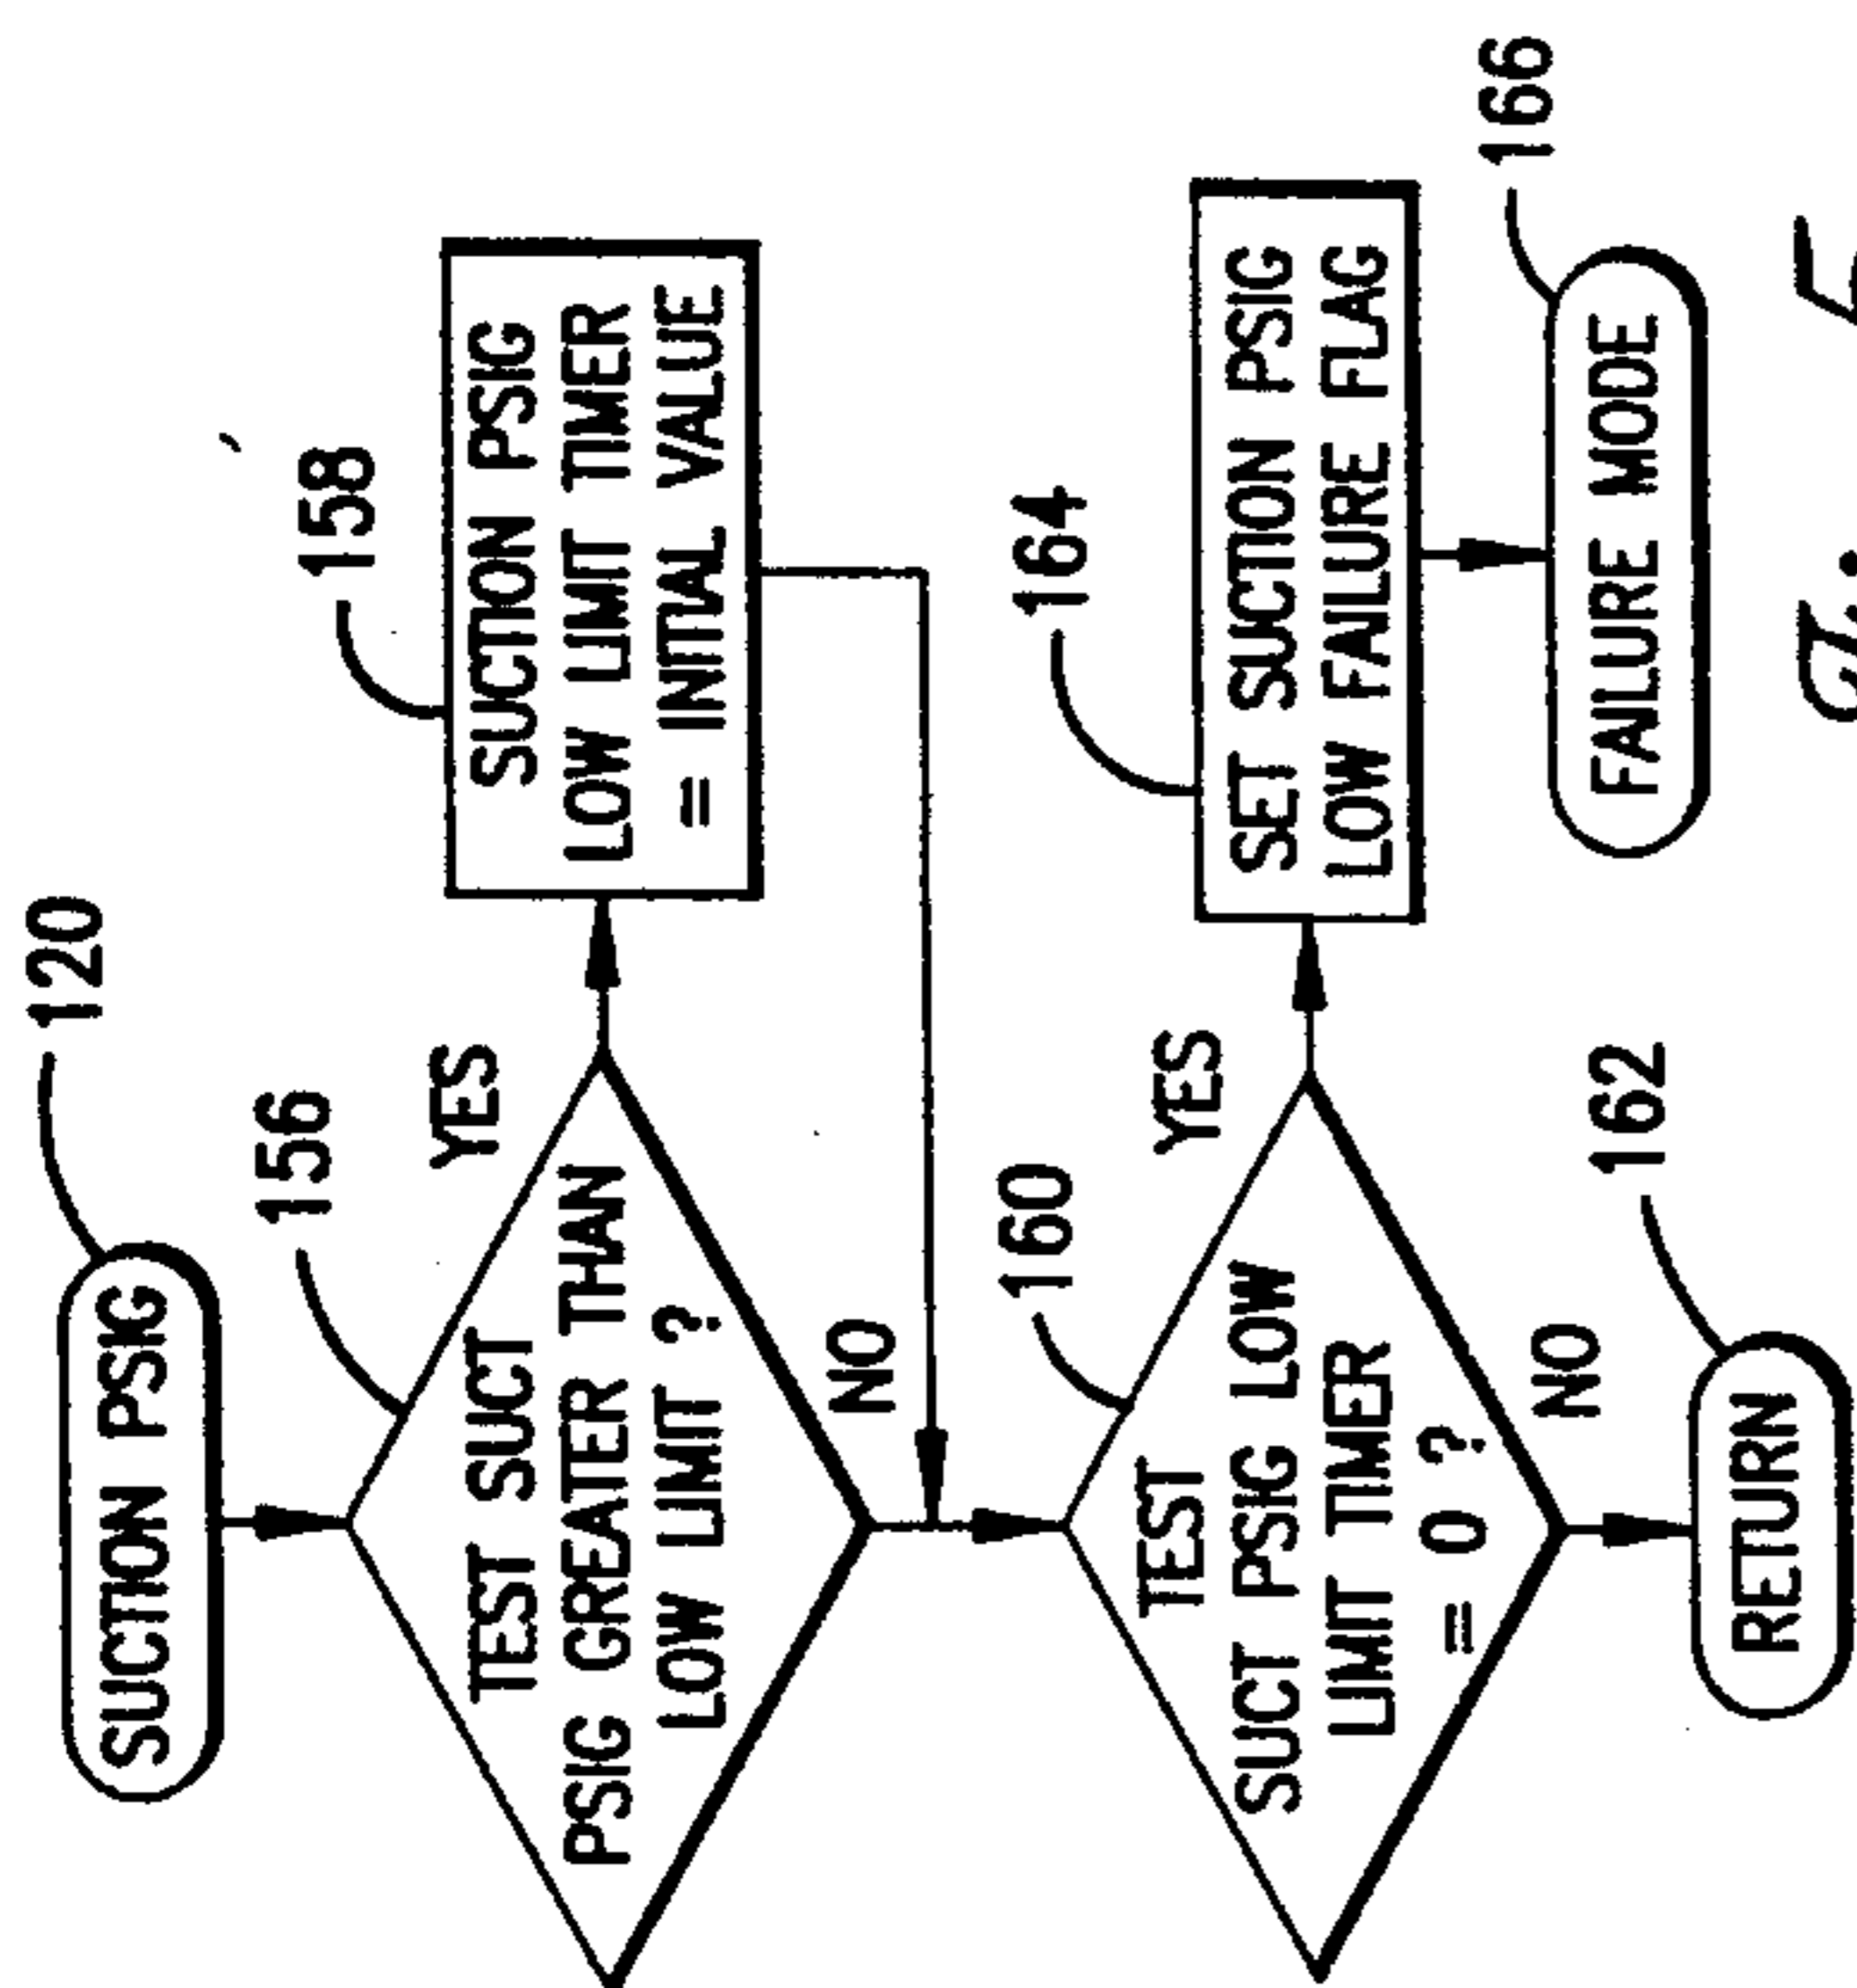 120
SUCTION PSIG
156
TEST SUCT
PSIG GREATER THAN
LOW LIMIT ?
YES
158
SUCTION PSIG
LOW LIMIT TIMER
= INITIAL VALUE
NO
160
TEST
SUCT PSIG LOW
LIMIT TIMER
= 0 ?
YES
164
SET SUCTION PSIG
LOW FAILURE FLAG
NO
162
RETURN
166
FAILURE MODE